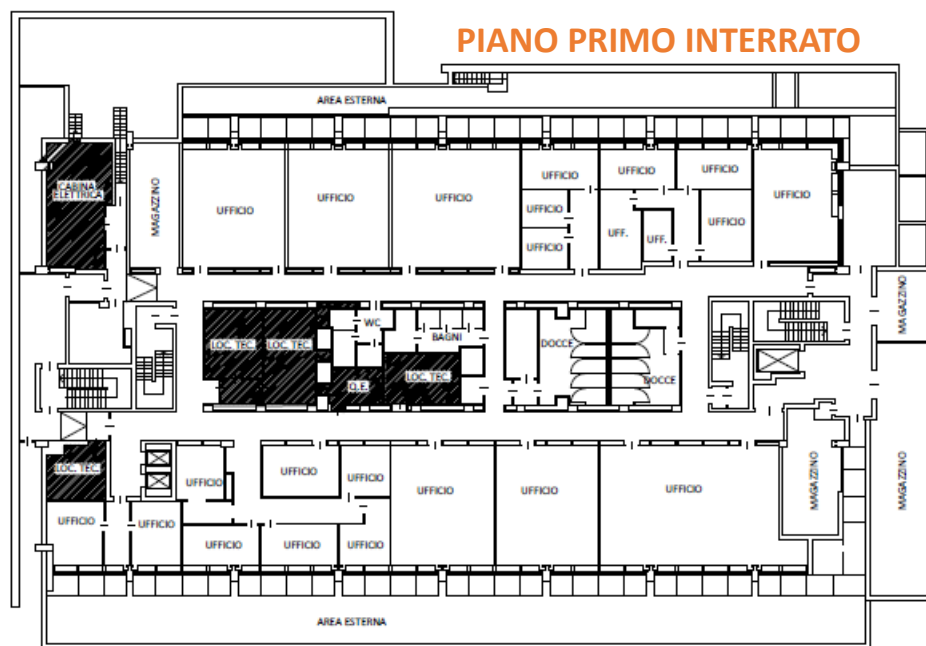 PIANO PRIMO INTERRATO
AREA ESTERNA
CABINA
ELETTRICA
MAGAZZINO
UFFICIO
UFFICIO
UFFICIO
UFFICIO
UFFICIO
UFFICIO
UFFICIO
UFFICIO
UFFICIO
UFF.
UFF.
UFFICIO
UFFICIO
MAGAZZINO
LOC. TEC.
LOC. TEC.
WC
BAGNI
Q.E.
LOC. TEC.
DOCCE
DOCCE
LOC. TEC.
UFFICIO
UFFICIO
UFFICIO
UFFICIO
UFFICIO
UFFICIO
MAGAZZINO
MAGAZZINO
UFFICIO
UFFICIO
UFFICIO
UFFICIO
UFFICIO
AREA ESTERNA